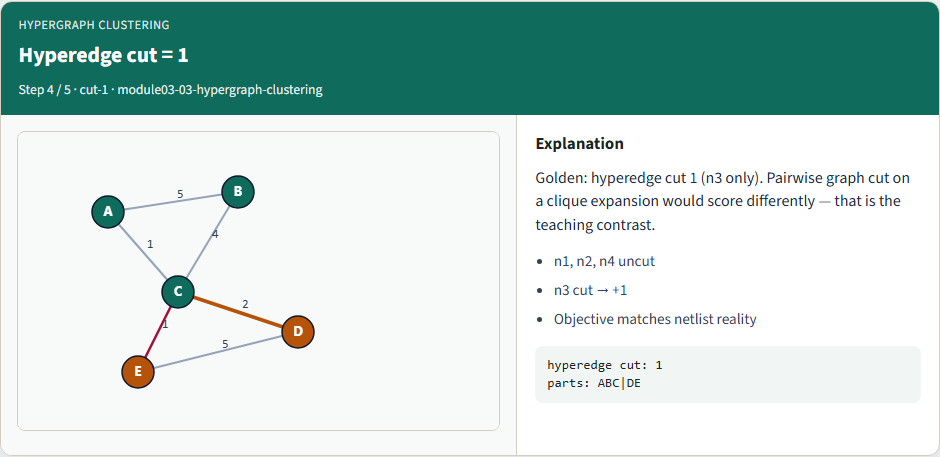 HYPERGRAPH CLUSTERING
Hyperedge cut = 1
Step 4 / 5 · cut-1 · module03-03-hypergraph-clustering
5
B
A
4
1
C
2
1
D
5
E
Explanation
Golden: hyperedge cut 1 (n3 only). Pairwise graph cut on
a clique expansion would score differently — that is the
teaching contrast.
• n1, n2, n4 uncut
• n3 cut → +1
• Objective matches netlist reality
hyperedge cut: 1
parts: ABC|DE